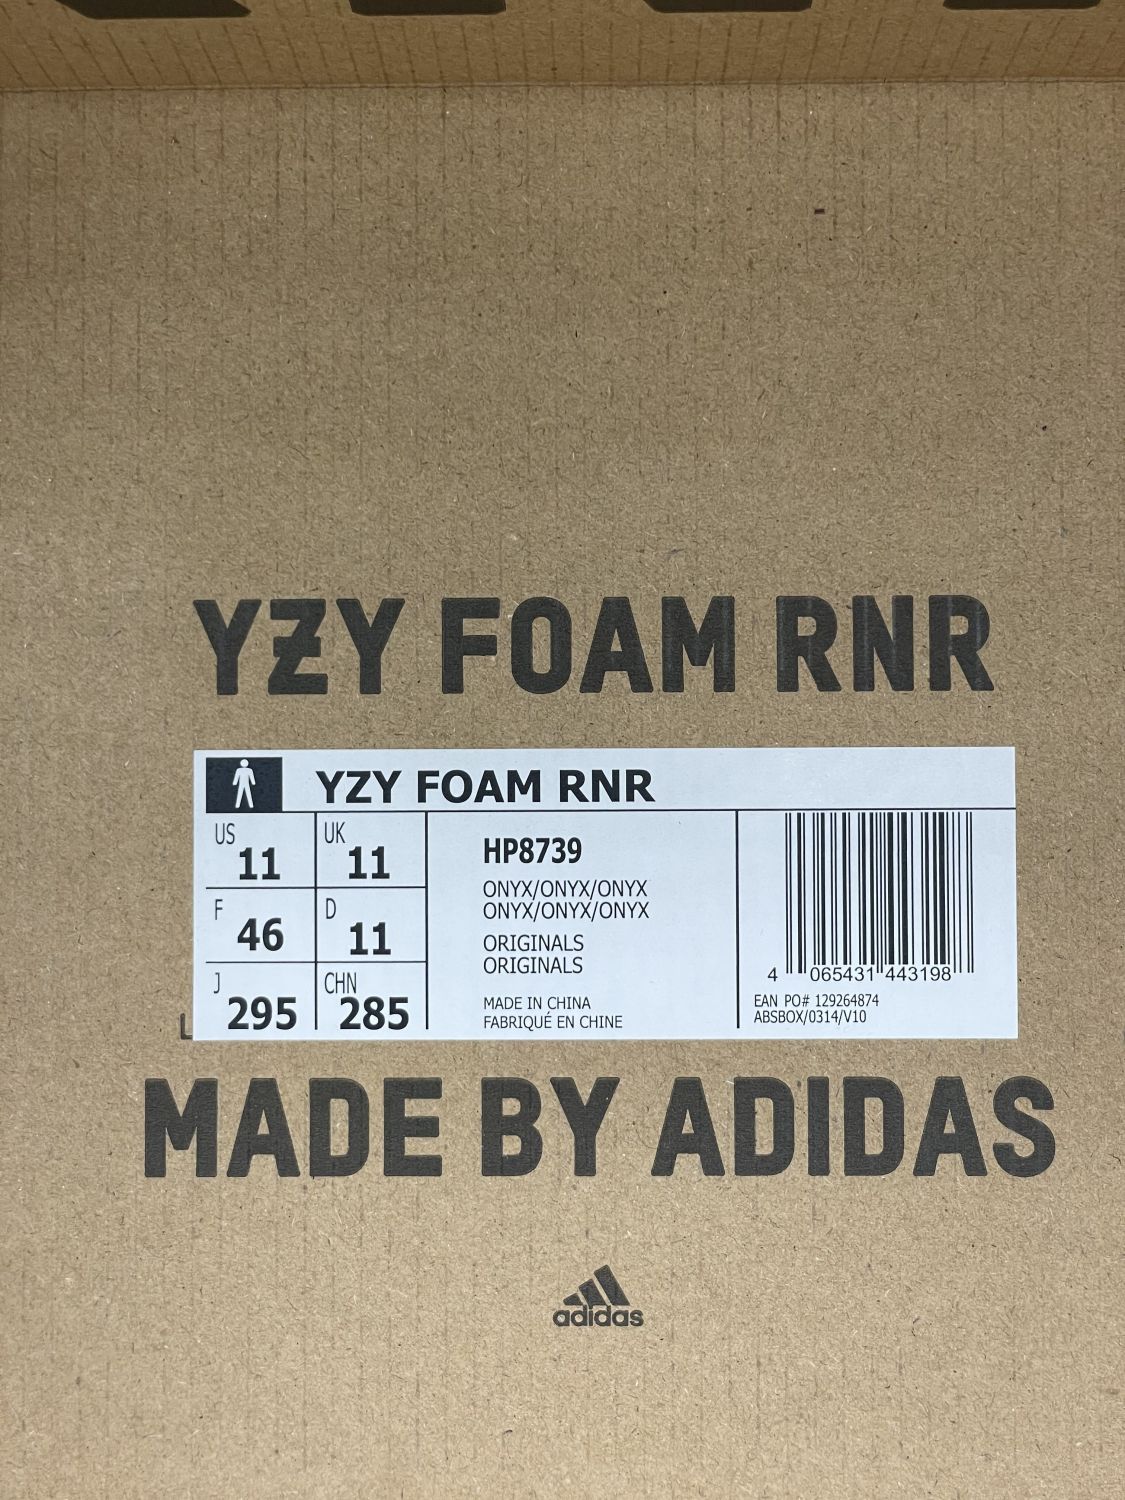 YZY FOAM RNR
YZY FOAM RNR
US 11
UK 11
F 46
D 11
J 295
CHN 285
HP8739
ONYX/ONYX/ONYX
ONYX/ONYX/ONYX
ORIGINALS
ORIGINALS
MADE IN CHINA
FABRIQUÉ EN CHINE
4 065431 443198
EAN PO# 129264874
ABSBOX/0314/V10
L
MADE BY ADIDAS
adidas